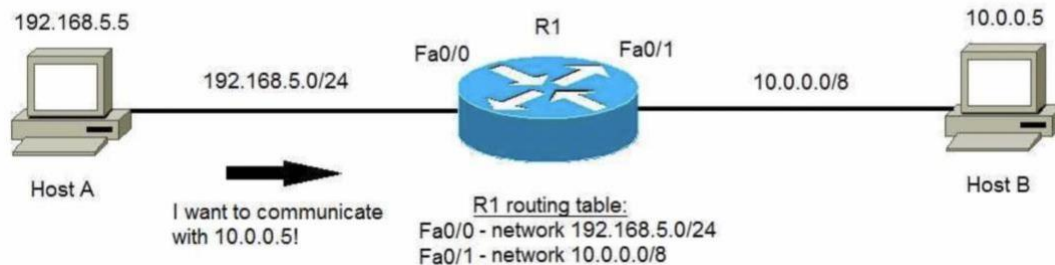 192.168.5.5
10.0.0.5
R1
Fa0/0
Fa0/1
192.168.5.0/24
10.0.0.0/8
Host A
Host B
I want to communicate
with 10.0.0.5!
R1 routing table:
Fa0/0 - network 192.168.5.0/24
Fa0/1 - network 10.0.0.0/8